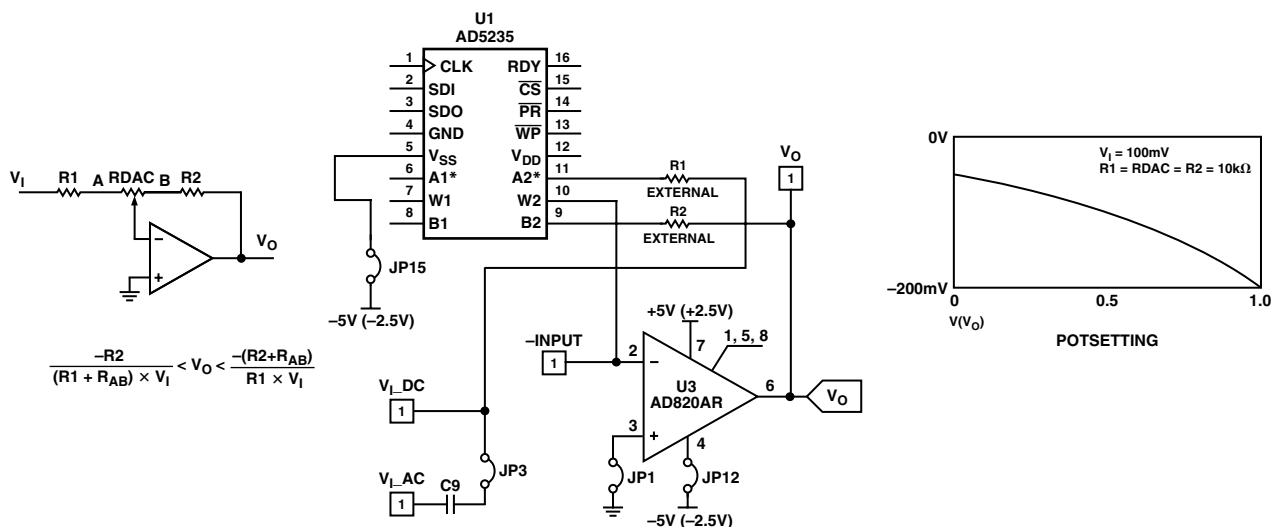 U1
AD5235
1 CLK RDY 16
2 SDI CS 15
3 SDO PR 14
4 GND WP 13
5 VSS VDD 12
6 A1* A2* 11
7 W1 W2 10
8 B1 B2 9
R1
EXTERNAL
R2
EXTERNAL
VO
1
JP15
–5V (–2.5V)
VI R1 A RDAC B R2
–
+
VO
–R2
(R1 + RAB) × VI
< VO <
–(R2+RAB)
R1 × VI
+5V (+2.5V)
7
1, 5, 8
–INPUT
1
2 –
U3
AD820AR
6
VO
3 +
4
VI_DC
1
JP3
VI_AC
1
C9
JP1
JP12
–5V (–2.5V)
0V
VI = 100mV
R1 = RDAC = R2 = 10kΩ
–200mV
0 0.5 1.0
V(VO)
POTSETTING